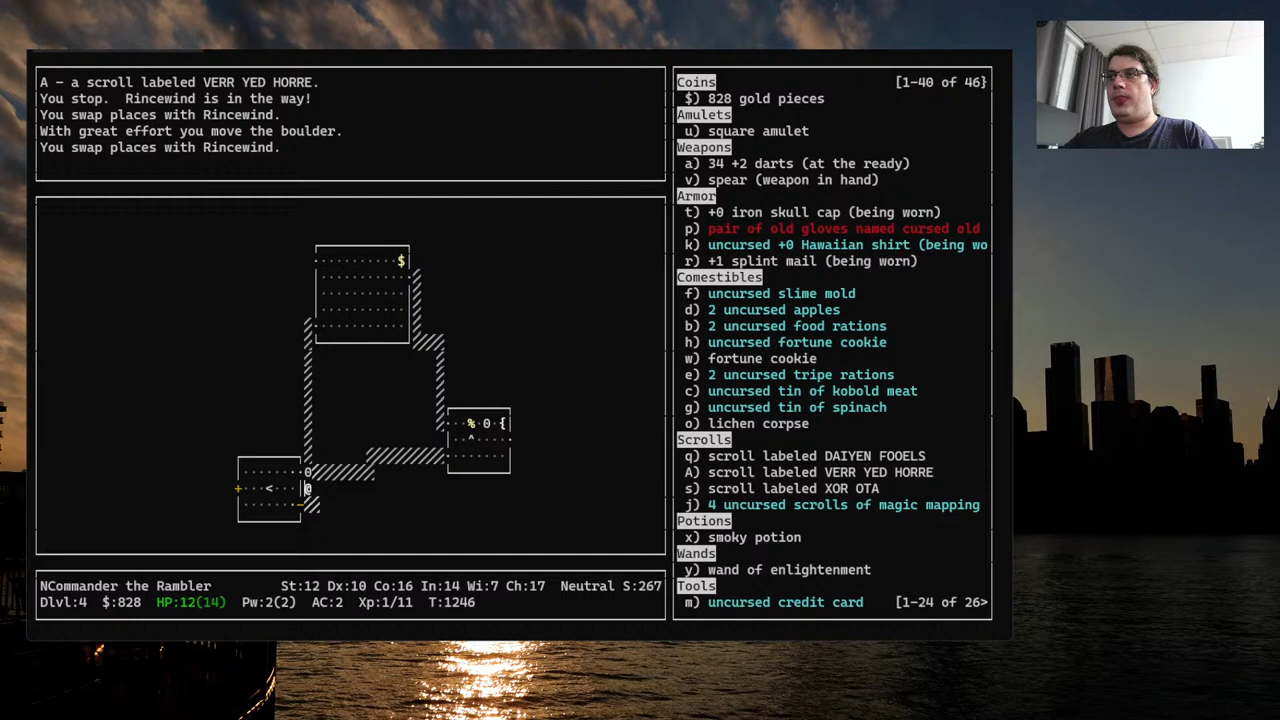 A - a scroll labeled VERR YED HORRE.
You stop.  Rincewind is in the way!
You swap places with Rincewind.
With great effort you move the boulder.
You swap places with Rincewind.
Coins [1-40 of 46}
$) 828 gold pieces
Amulets
u) square amulet
Weapons
a) 34 +2 darts (at the ready)
v) spear (weapon in hand)
Armor
t) +0 iron skull cap (being worn)
p) pair of old gloves named cursed old
k) uncursed +0 Hawaiian shirt (being wo
r) +1 splint mail (being worn)
Comestibles
f) uncursed slime mold
d) 2 uncursed apples
b) 2 uncursed food rations
h) uncursed fortune cookie
w) fortune cookie
e) 2 uncursed tripe rations
c) uncursed tin of kobold meat
g) uncursed tin of spinach
o) lichen corpse
Scrolls
q) scroll labeled DAIYEN FOOELS
A) scroll labeled VERR YED HORRE
s) scroll labeled XOR OTA
j) 4 uncursed scrolls of magic mapping
Potions
x) smoky potion
Wands
y) wand of enlightenment
Tools
m) uncursed credit card [1-24 of 26>
NCommander the Rambler St:12 Dx:10 Co:16 In:14 Wi:7 Ch:17 Neutral S:267
Dlvl:4 $:828 HP:12(14) Pw:2(2) AC:2 Xp:1/11 T:1246